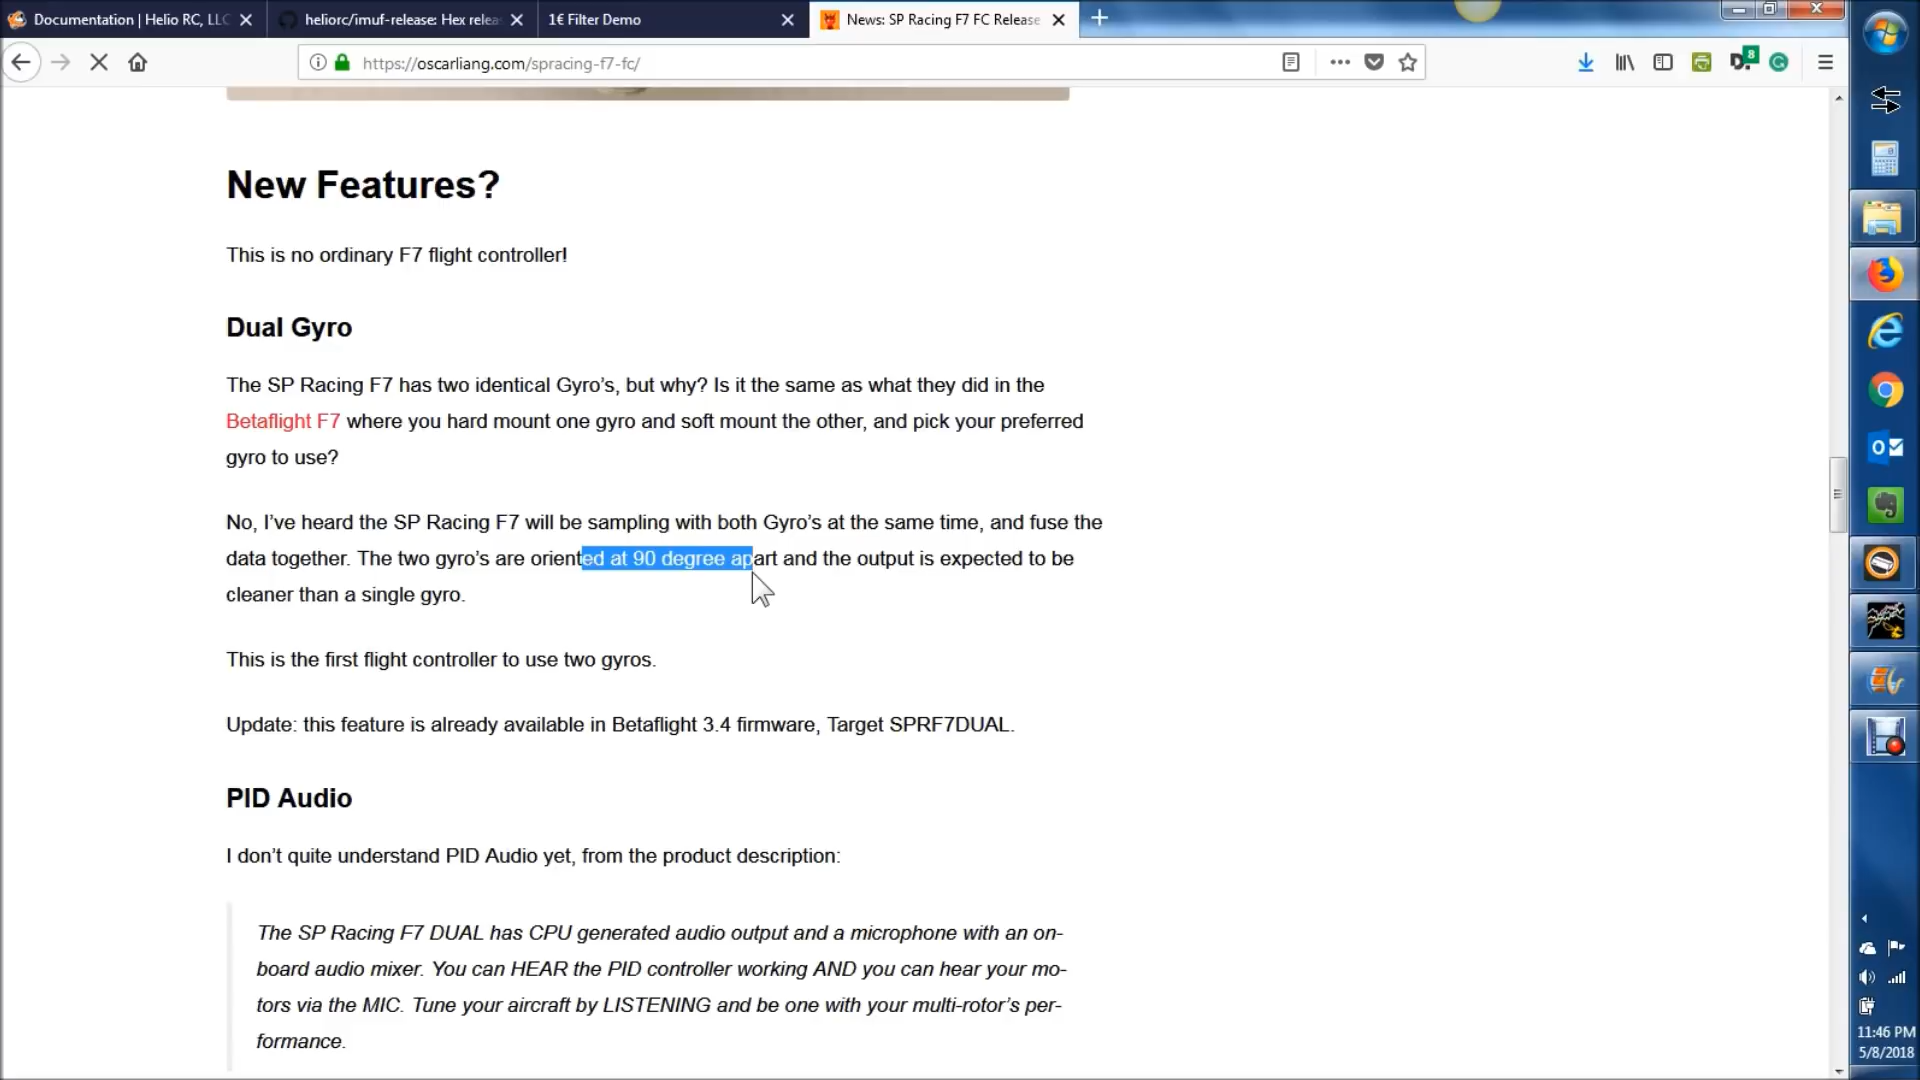 Documentation | Helio RC, LLC
heliorc/imuf-release: Hex relea
1€ Filter Demo
News: SP Racing F7 FC Release
https://oscarliang.com/spracing-f7-fc/
8
New Features?
This is no ordinary F7 flight controller!
Dual Gyro
The SP Racing F7 has two identical Gyro’s, but why? Is it the same as what they did in the
Betaflight F7 where you hard mount one gyro and soft mount the other, and pick your preferred
gyro to use?
No, I’ve heard the SP Racing F7 will be sampling with both Gyro’s at the same time, and fuse the
data together. The two gyro’s are oriented at 90 degree apart and the output is expected to be
cleaner than a single gyro.
This is the first flight controller to use two gyros.
Update: this feature is already available in Betaflight 3.4 firmware, Target SPRF7DUAL.
PID Audio
I don’t quite understand PID Audio yet, from the product description:
The SP Racing F7 DUAL has CPU generated audio output and a microphone with an on-
board audio mixer. You can HEAR the PID controller working AND you can hear your mo-
tors via the MIC. Tune your aircraft by LISTENING and be one with your multi-rotor’s per-
formance.
11:46 PM
5/8/2018